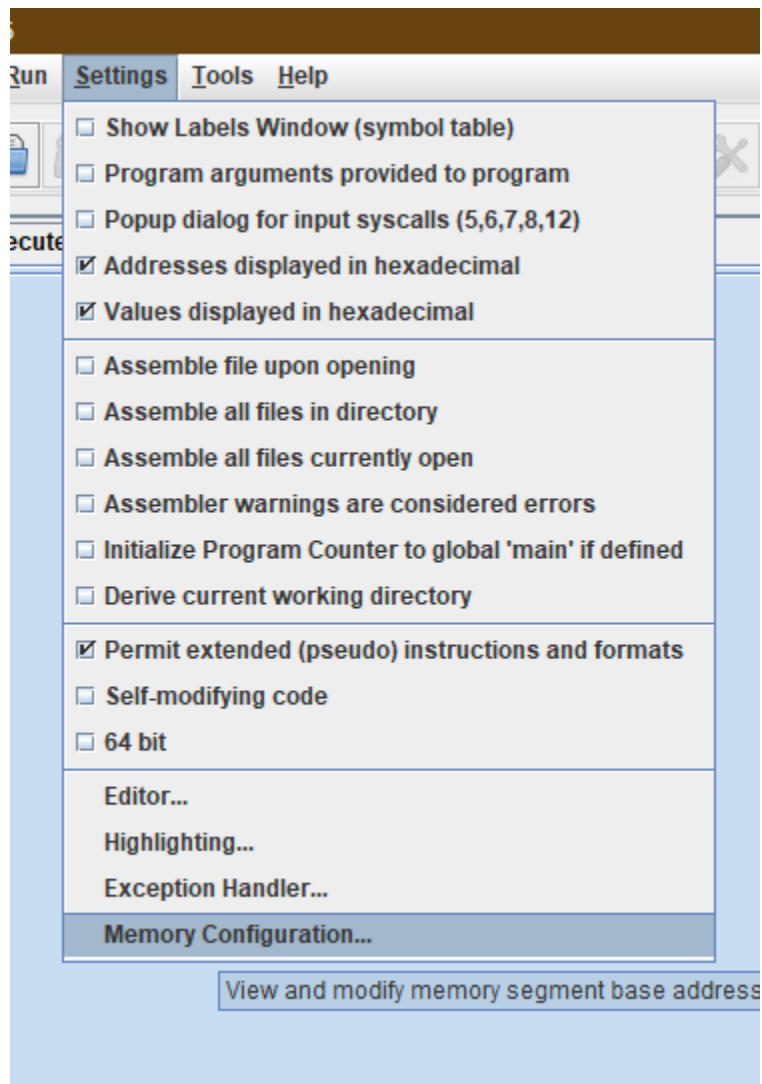 Run Settings Tools Help
Show Labels Window (symbol table)
Program arguments provided to program
Popup dialog for input syscalls (5,6,7,8,12)
Addresses displayed in hexadecimal
Values displayed in hexadecimal
Assemble file upon opening
Assemble all files in directory
Assemble all files currently open
Assembler warnings are considered errors
Initialize Program Counter to global 'main' if defined
Derive current working directory
Permit extended (pseudo) instructions and formats
Self-modifying code
64 bit
Editor...
Highlighting...
Exception Handler...
Memory Configuration...
View and modify memory segment base address